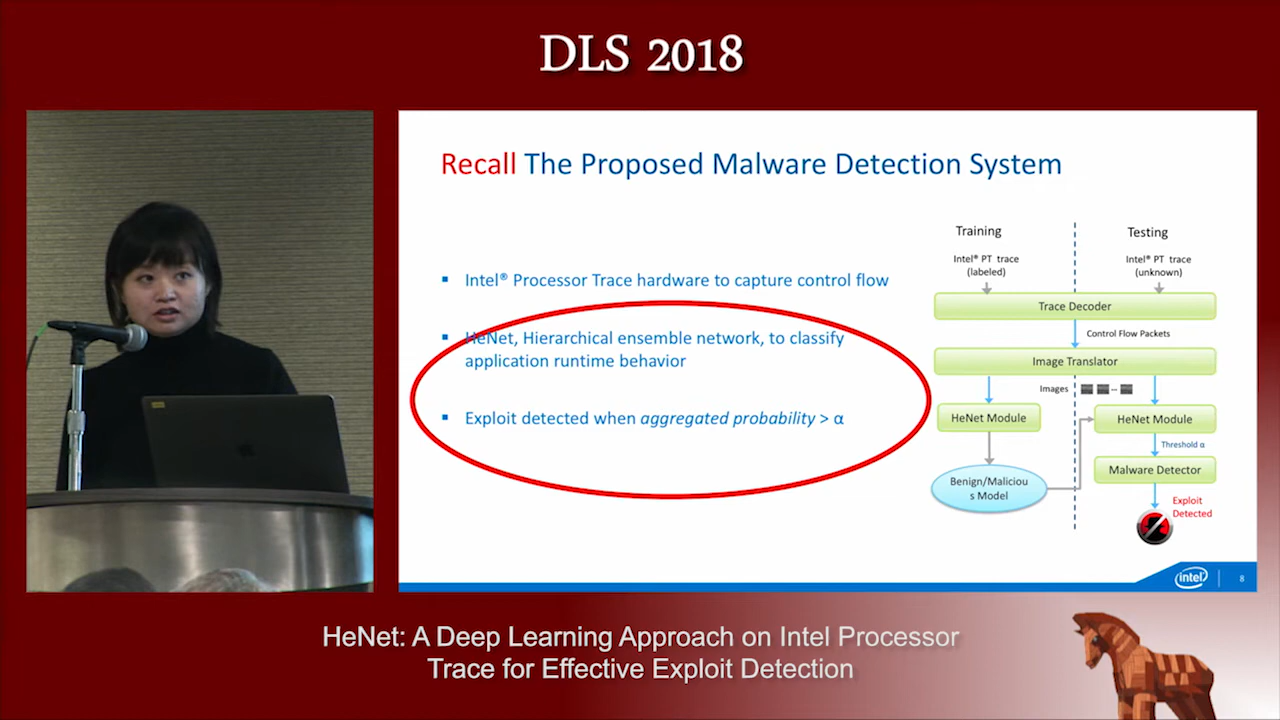 DLS 2018
Recall The Proposed Malware Detection System
▪ Intel® Processor Trace hardware to capture control flow
▪ HeNet, Hierarchical ensemble network, to classify
application runtime behavior
▪ Exploit detected when aggregated probability > α
Training
Testing
Intel® PT trace
(labeled)
Intel® PT trace
(unknown)
Trace Decoder
Control Flow Packets
Image Translator
Images
...
HeNet Module
HeNet Module
Threshold α
Malware Detector
Benign/Maliciou
s Model
Exploit
Detected
intel
8
HeNet: A Deep Learning Approach on Intel Processor
Trace for Effective Exploit Detection